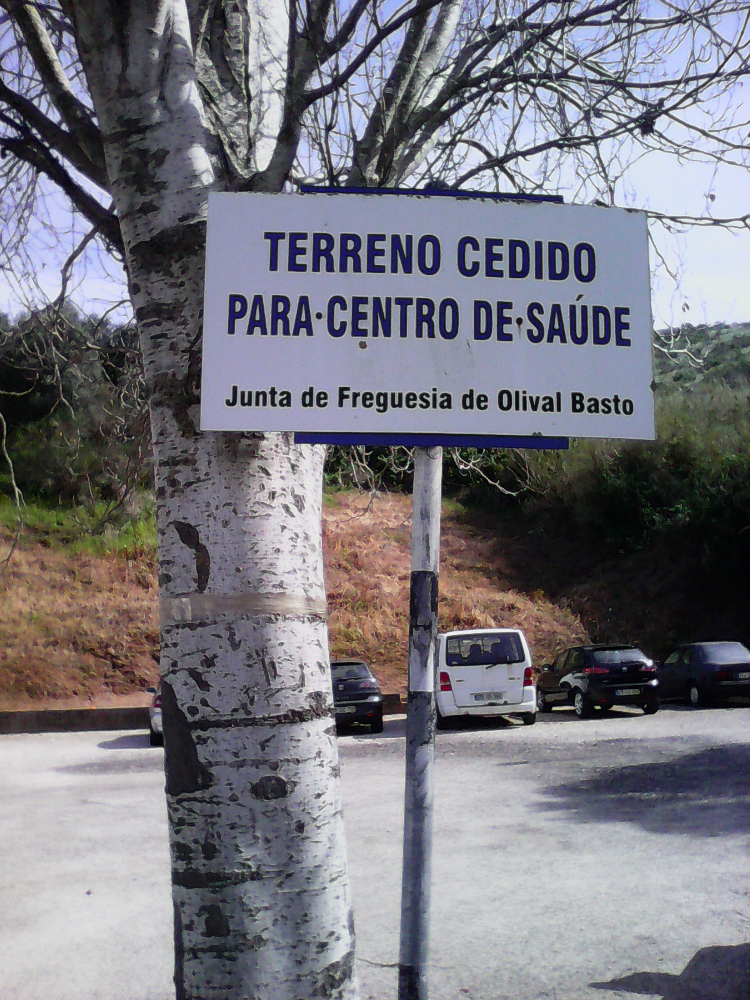 TERRENO CEDIDO
PARA CENTRO DE SAÚDE
Junta de Freguesia de Olival Basto